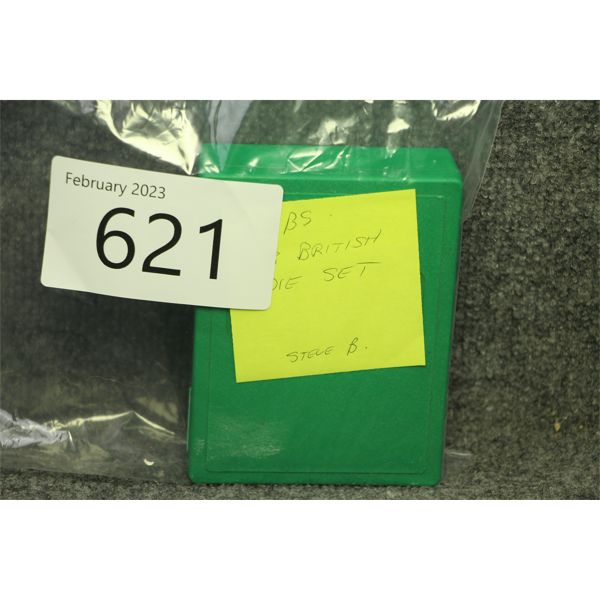 February 2023
621
BS.
BRITISH
DIE SET
STEVE B.